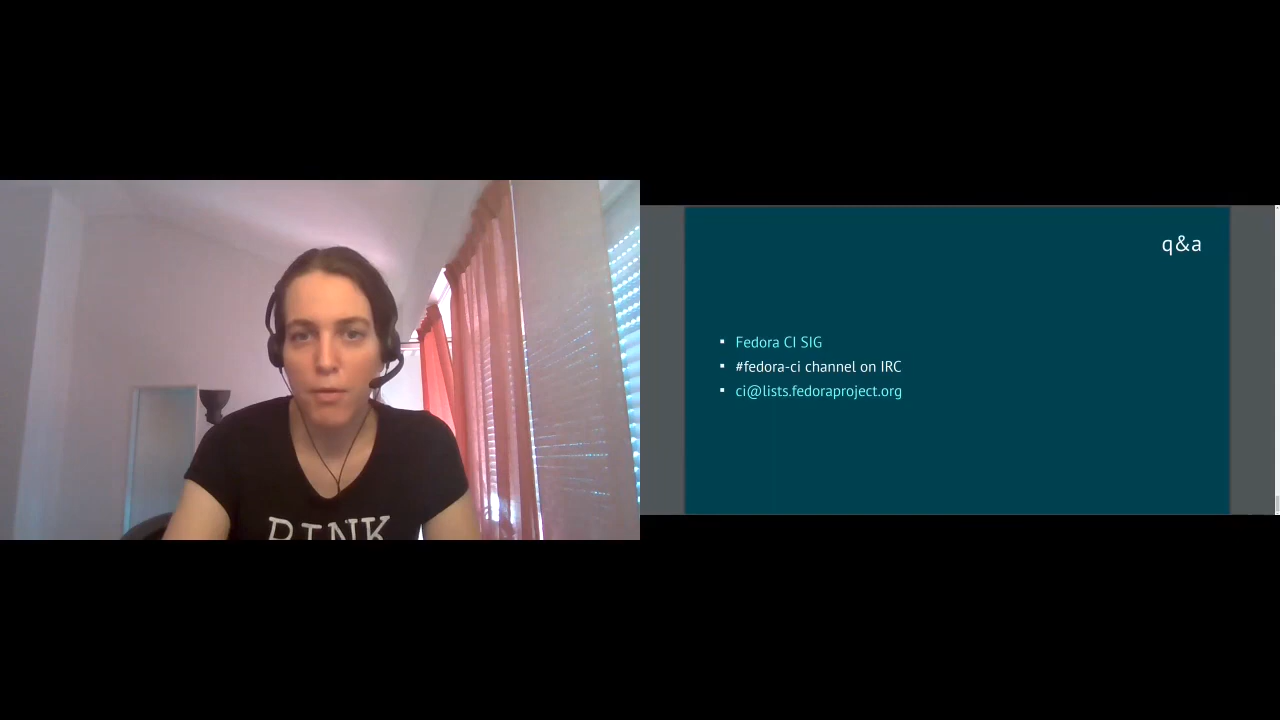 PINK
q&a
Fedora CI SIG
#fedora-ci channel on IRC
ci@lists.fedoraproject.org